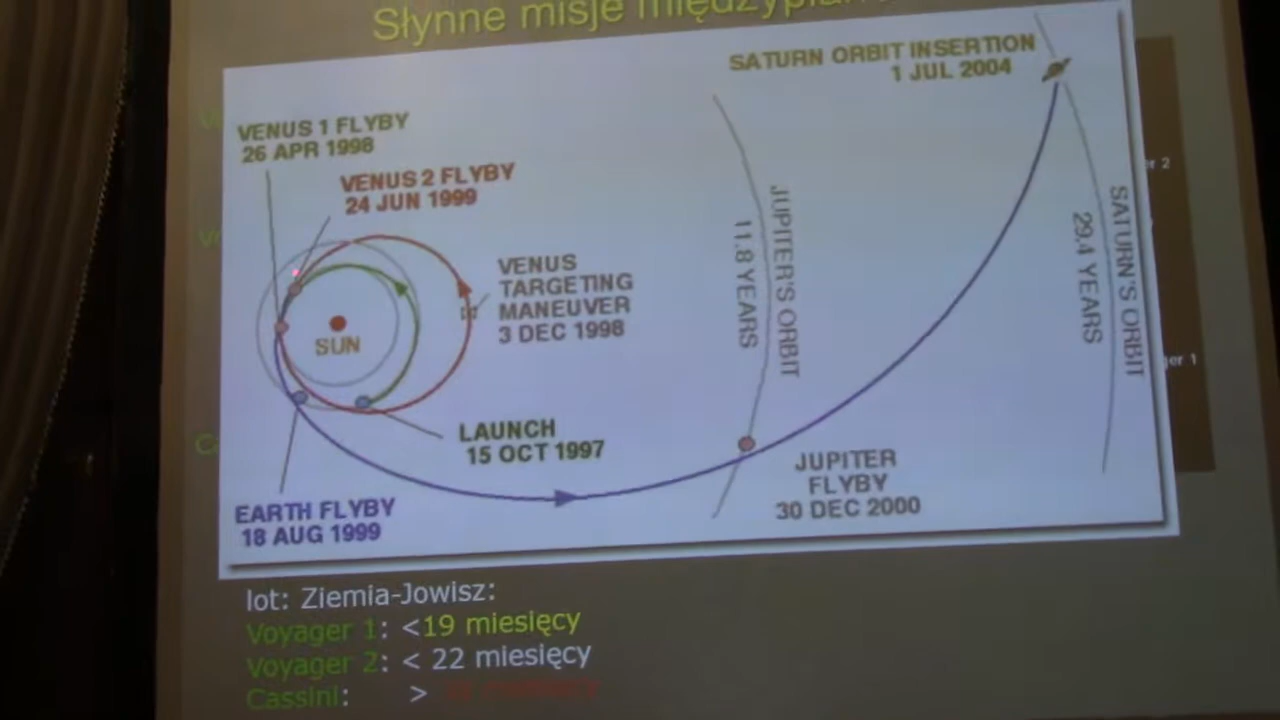 Słynne misje
SATURN ORBIT INSERTION
1 JUL 2004
VENUS 1 FLYBY
26 APR 1998
VENUS 2 FLYBY
24 JUN 1999
VENUS
TARGETING
MANEUVER
3 DEC 1998
SUN
JUPITER'S ORBIT
11.8 YEARS
SATURN'S ORBIT
29.4 YEARS
LAUNCH
15 OCT 1997
JUPITER
FLYBY
30 DEC 2000
EARTH FLYBY
18 AUG 1999
lot: Ziemia-Jowisz:
Voyager 1: <19 miesięcy
Voyager 2: < 22 miesięcy
Cassini: >